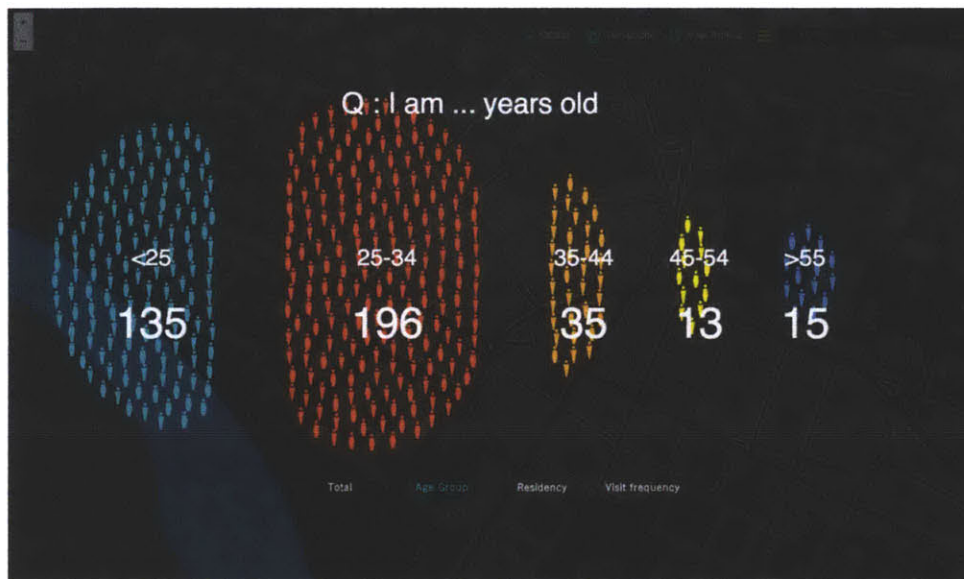 Q : I am ... years old
<25 25-34 35-44 45-54 >55
135 196 35 13 15
Total Age Group Residency Visit frequency